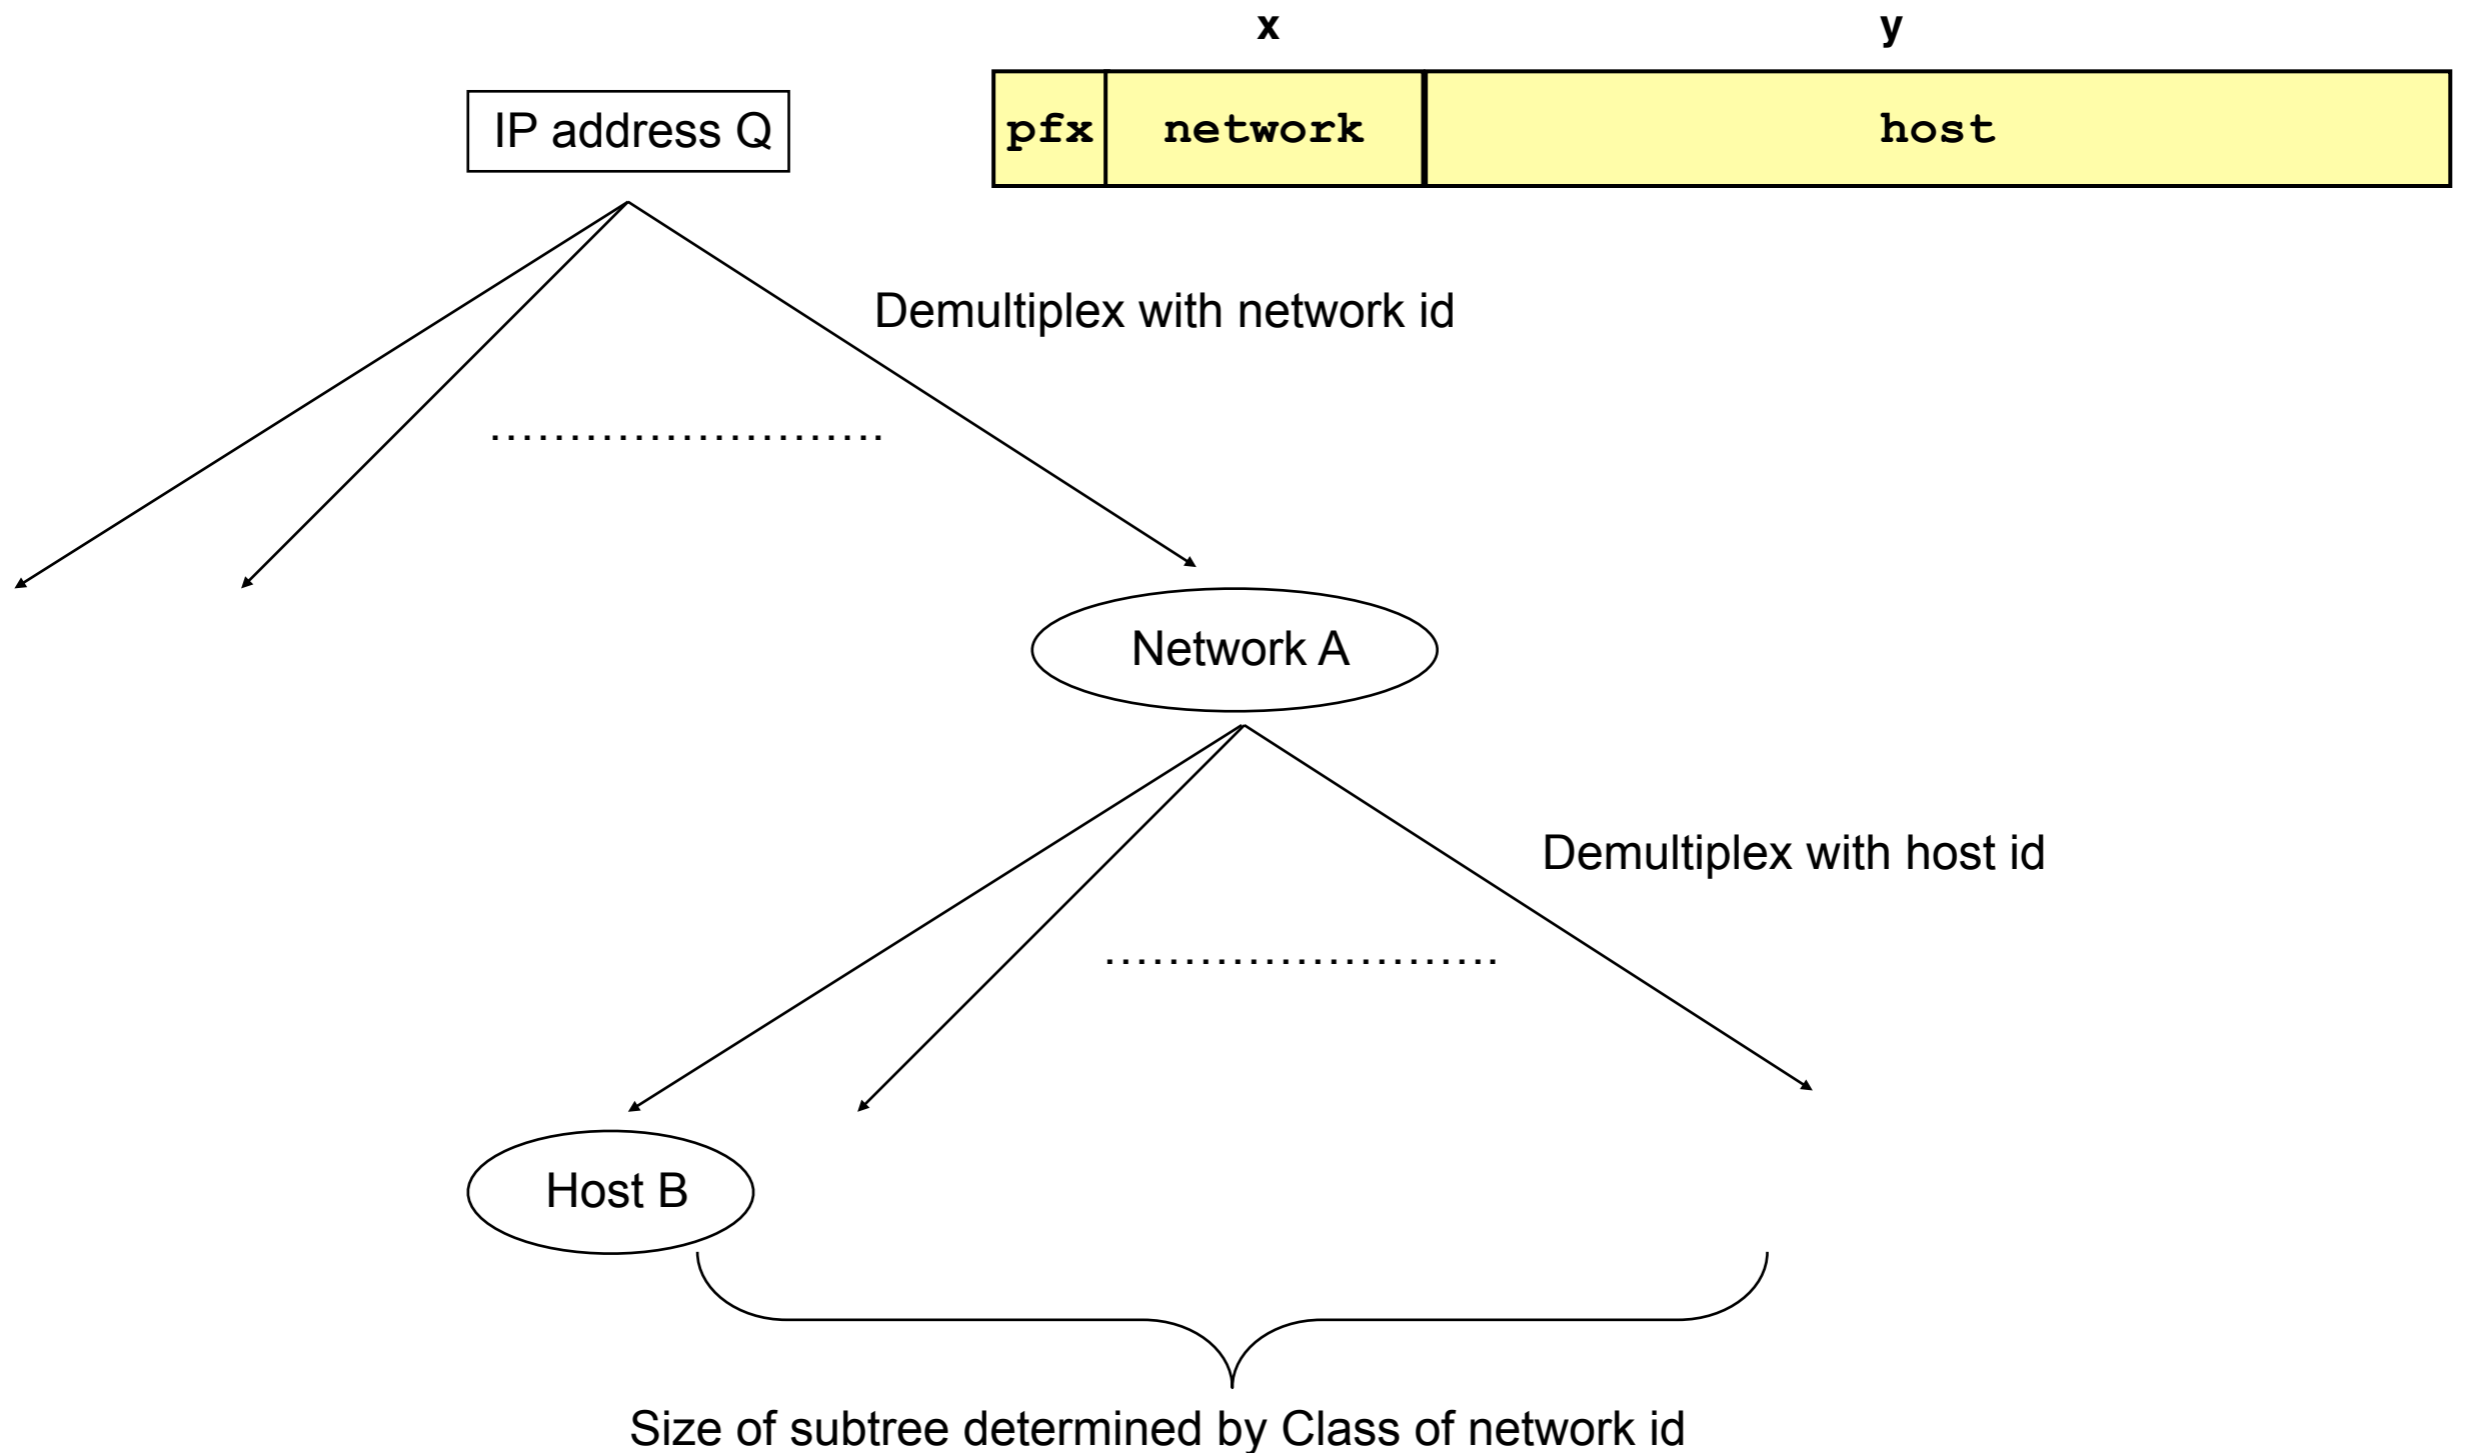 x y
IP address Q
pfx network host
Demultiplex with network id
.........................
Network A
Demultiplex with host id
.........................
Host B
Size of subtree determined by Class of network id